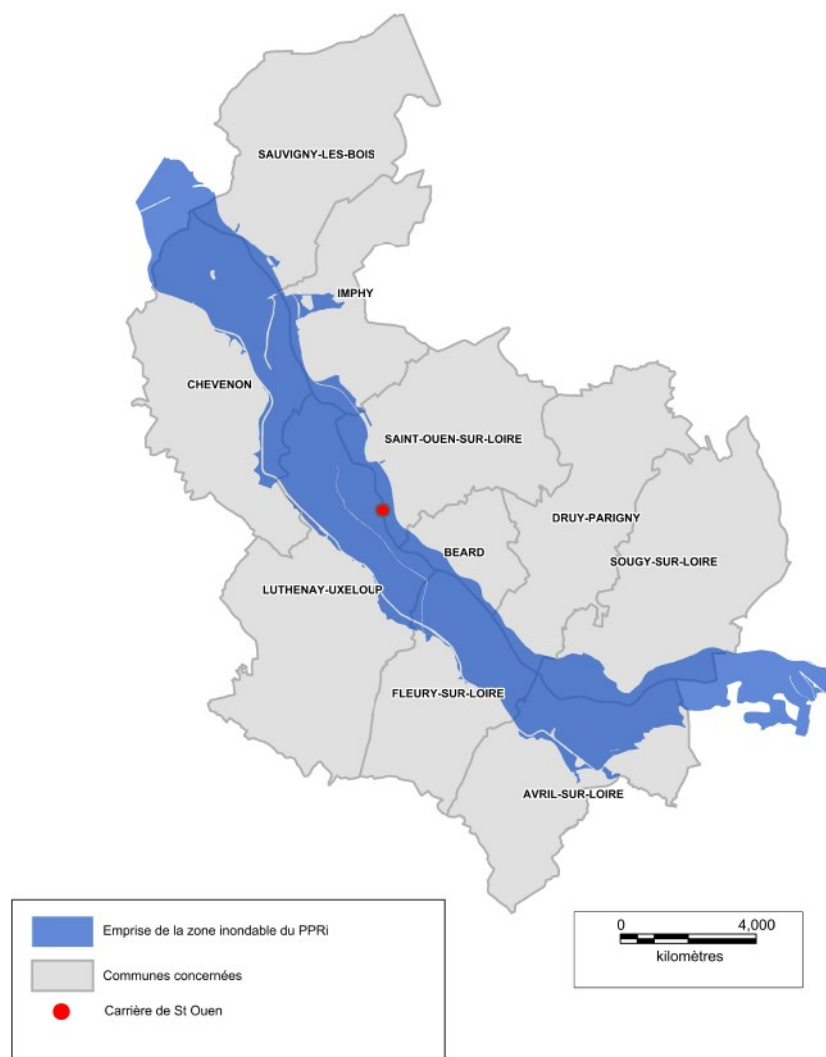 SAUVIGNY-LES-BOIS
IMPHY
CHEVENON
SAINT-OUEN-SUR-LOIRE
DRUY-PARIGNY
BEARD
SOUGY-SUR-LOIRE
LUTHENAY-UXELOUP
FLEURY-SUR-LOIRE
AVRIL-SUR-LOIRE
Emprise de la zone inondable du PPRi
Communes concernées
Carrière de St Ouen
0 4,000
kilomètres